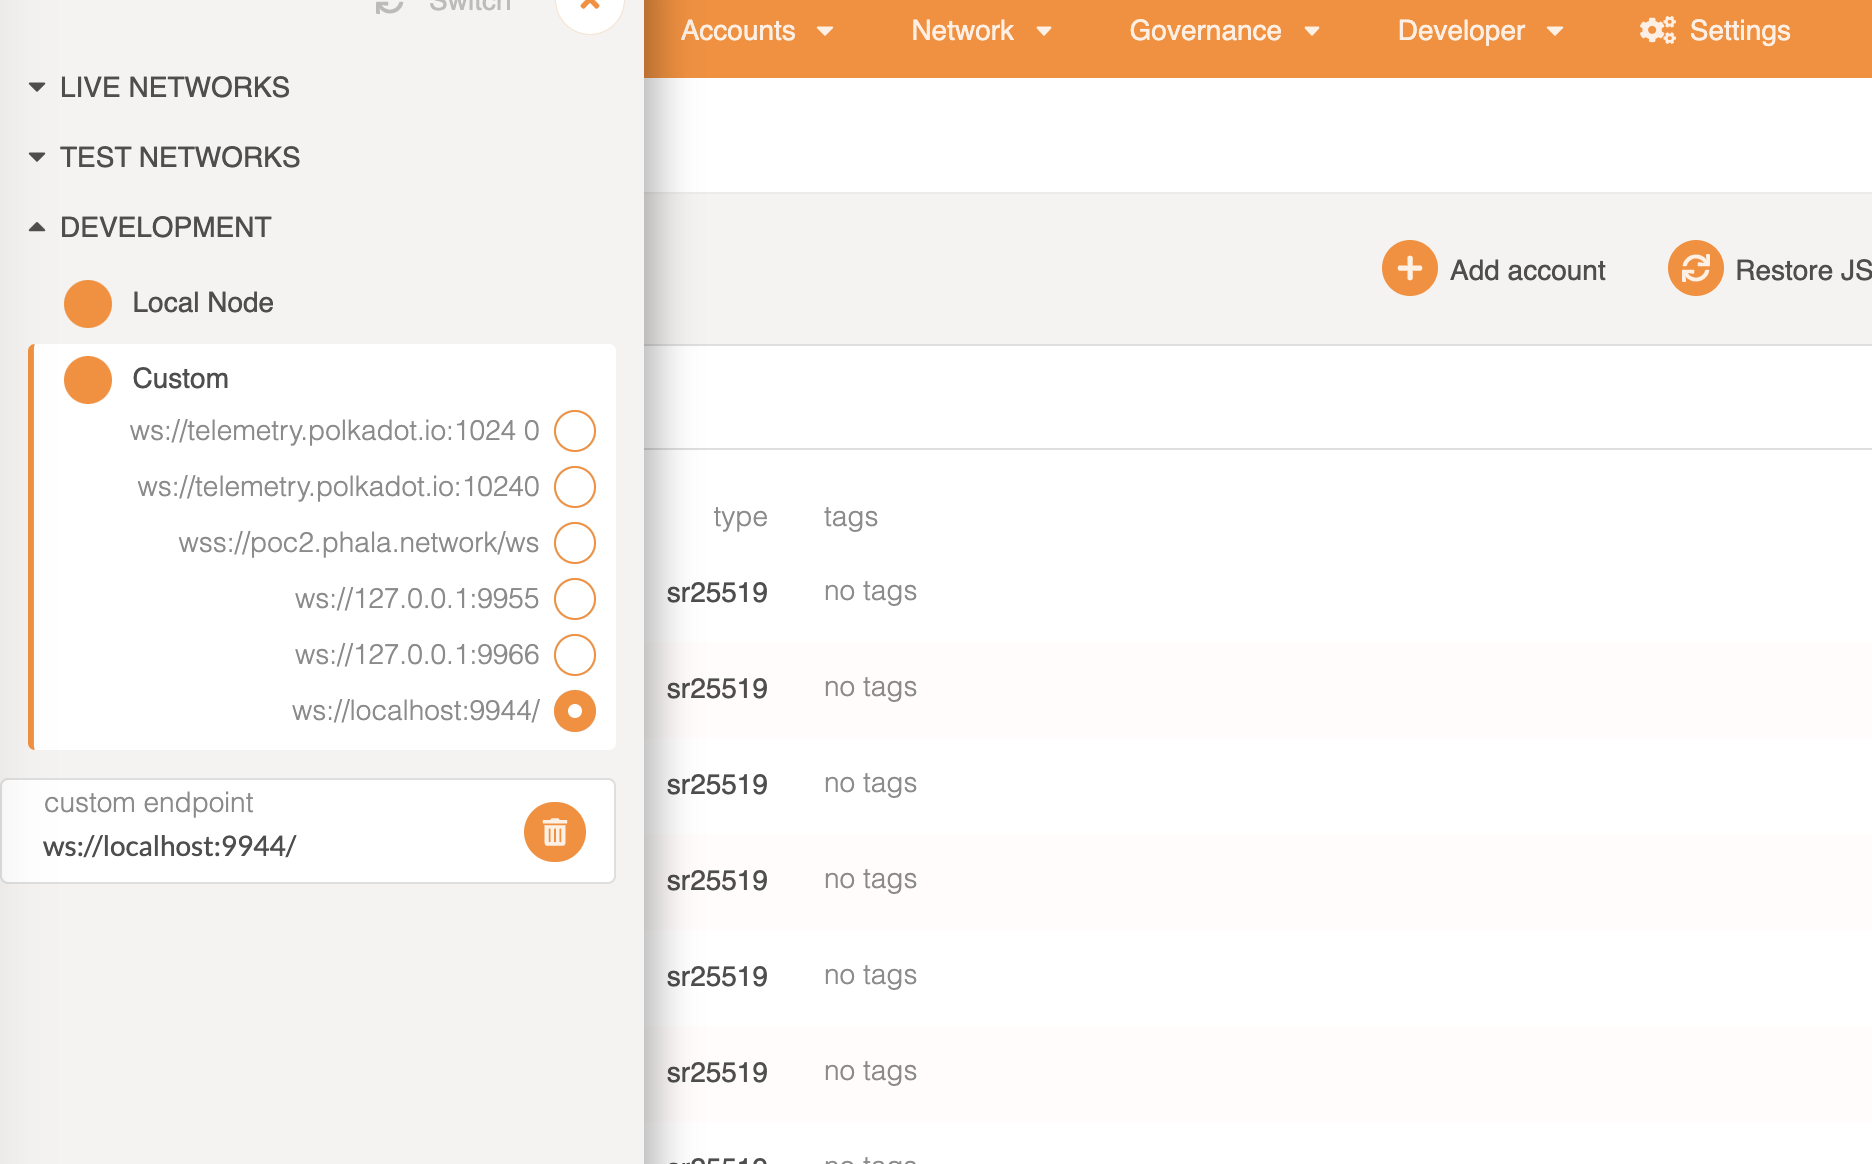 Switch
LIVE NETWORKS
TEST NETWORKS
DEVELOPMENT
Local Node
Custom
ws://telemetry.polkadot.io:1024 0
ws://telemetry.polkadot.io:10240
wss://poc2.phala.network/ws
ws://127.0.0.1:9955
ws://127.0.0.1:9966
ws://localhost:9944/
custom endpoint
ws://localhost:9944/
Accounts Network Governance Developer Settings
Add account Restore JS
type tags
sr25519 no tags
sr25519 no tags
sr25519 no tags
sr25519 no tags
sr25519 no tags
sr25519 no tags
sr25519 no tags